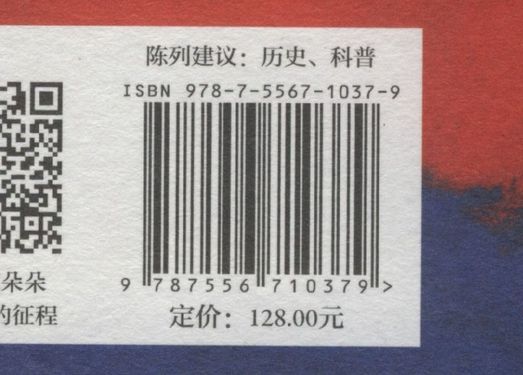 陈列建议：历史、科普
ISBN 978-7-5567-1037-9
9 787556 710379 >
定价：128.00元
朵朵
的征程